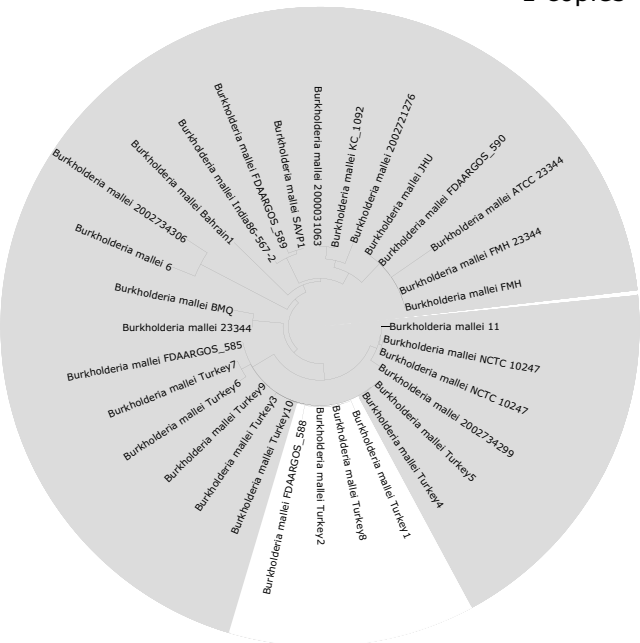 Burkholderia mallei 2002734306
Burkholderia mallei Bahrain1
Burkholderia mallei India86-567-2
Burkholderia mallei FDAARGOS_589
Burkholderia mallei SAVP1
Burkholderia mallei 2000031063
Burkholderia mallei KC_1092
Burkholderia mallei 2002721276
Burkholderia mallei JHU
Burkholderia mallei FDAARGOS_590
Burkholderia mallei ATCC 23344
Burkholderia mallei FMH 23344
Burkholderia mallei FMH
Burkholderia mallei 11
Burkholderia mallei NCTC 10247
Burkholderia mallei NCTC 10247
Burkholderia mallei 2002734299
Burkholderia mallei Turkey5
Burkholderia mallei Turkey4
Burkholderia mallei Turkey1
Burkholderia mallei Turkey8
Burkholderia mallei Turkey2
Burkholderia mallei FDAARGOS_588
Burkholderia mallei Turkey10
Burkholderia mallei Turkey3
Burkholderia mallei Turkey9
Burkholderia mallei Turkey6
Burkholderia mallei Turkey7
Burkholderia mallei FDAARGOS_585
Burkholderia mallei 23344
Burkholderia mallei BMQ
Burkholderia mallei 6